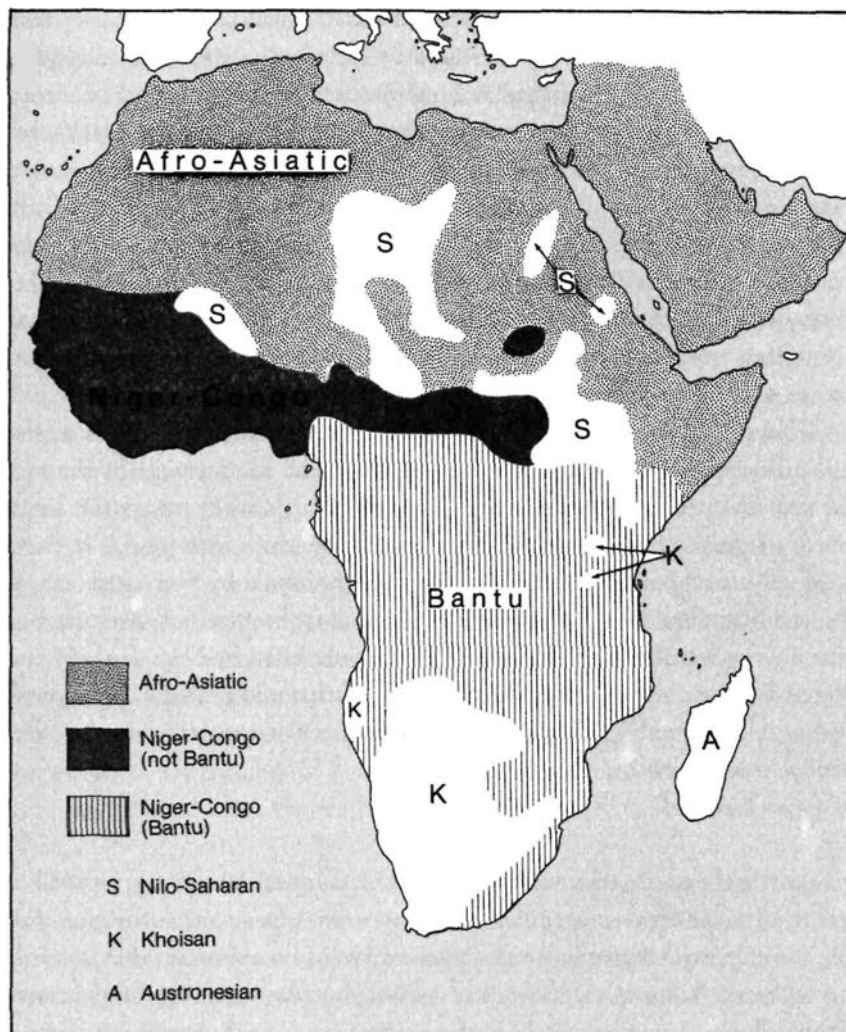 Afro-Asiatic
S
S
S
Niger-Congo
S
K
Bantu
K
A
K
Afro-Asiatic
Niger-Congo
(not Bantu)
Niger-Congo
(Bantu)
S Nilo-Saharan
K Khoisan
A Austronesian